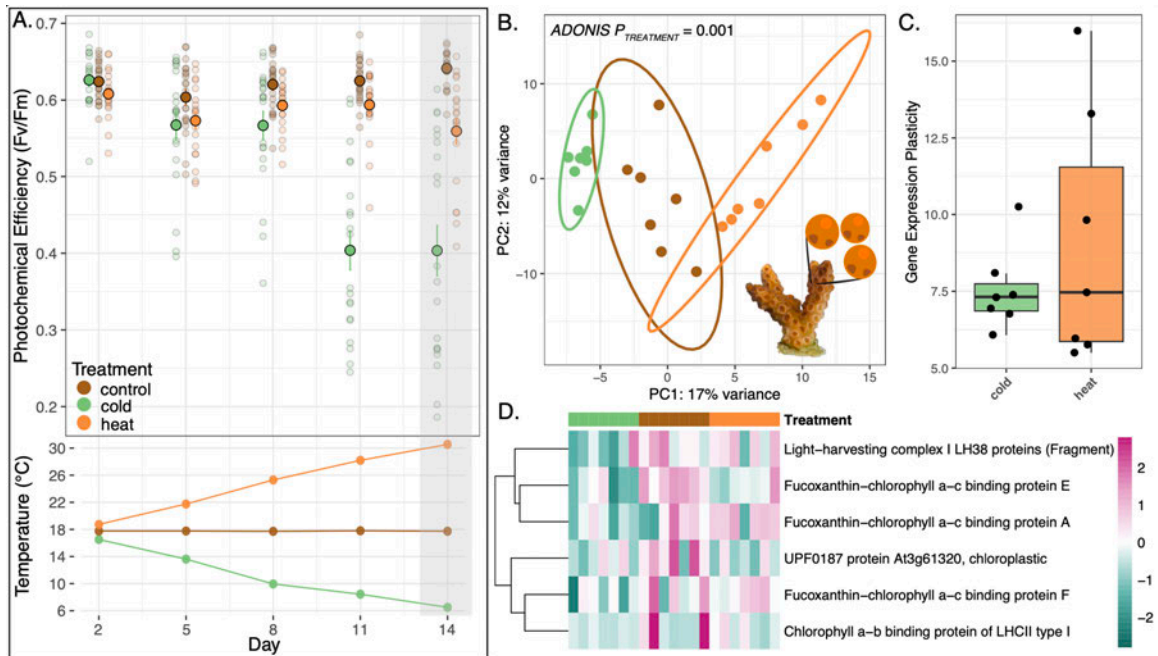 A.
Photochemical Efficiency (Fv/Fm)
0.7
0.6
0.5
0.4
0.3
0.2
Treatment
control
cold
heat
Temperature (°C)
30
26
22
18
14
10
6
2
5
8
11
14
Day
B.
ADONIS P TREATMENT = 0.001
PC2: 12% variance
10
0
−10
−5
0
5
10
15
PC1: 17% variance
C.
Gene Expression Plasticity
15.0
12.5
10.0
7.5
5.0
cold
heat
D.
Treatment
Light−harvesting complex I LH38 proteins (Fragment)
Fucoxanthin−chlorophyll a−c binding protein E
Fucoxanthin−chlorophyll a−c binding protein A
UPF0187 protein At3g61320, chloroplastic
Fucoxanthin−chlorophyll a−c binding protein F
Chlorophyll a−b binding protein of LHCII type I
2
1
0
−1
−2